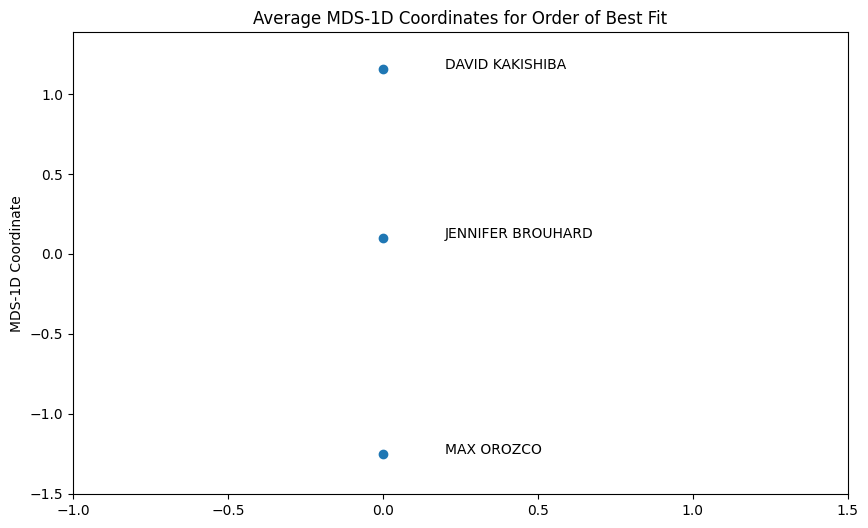 Average MDS-1D Coordinates for Order of Best Fit
DAVID KAKISHIBA
1.0
0.5
JENNIFER BROUHARD
0.0
MDS-1D Coordinate
−0.5
−1.0
MAX OROZCO
−1.5
−1.0
−0.5
0.0
0.5
1.0
1.5